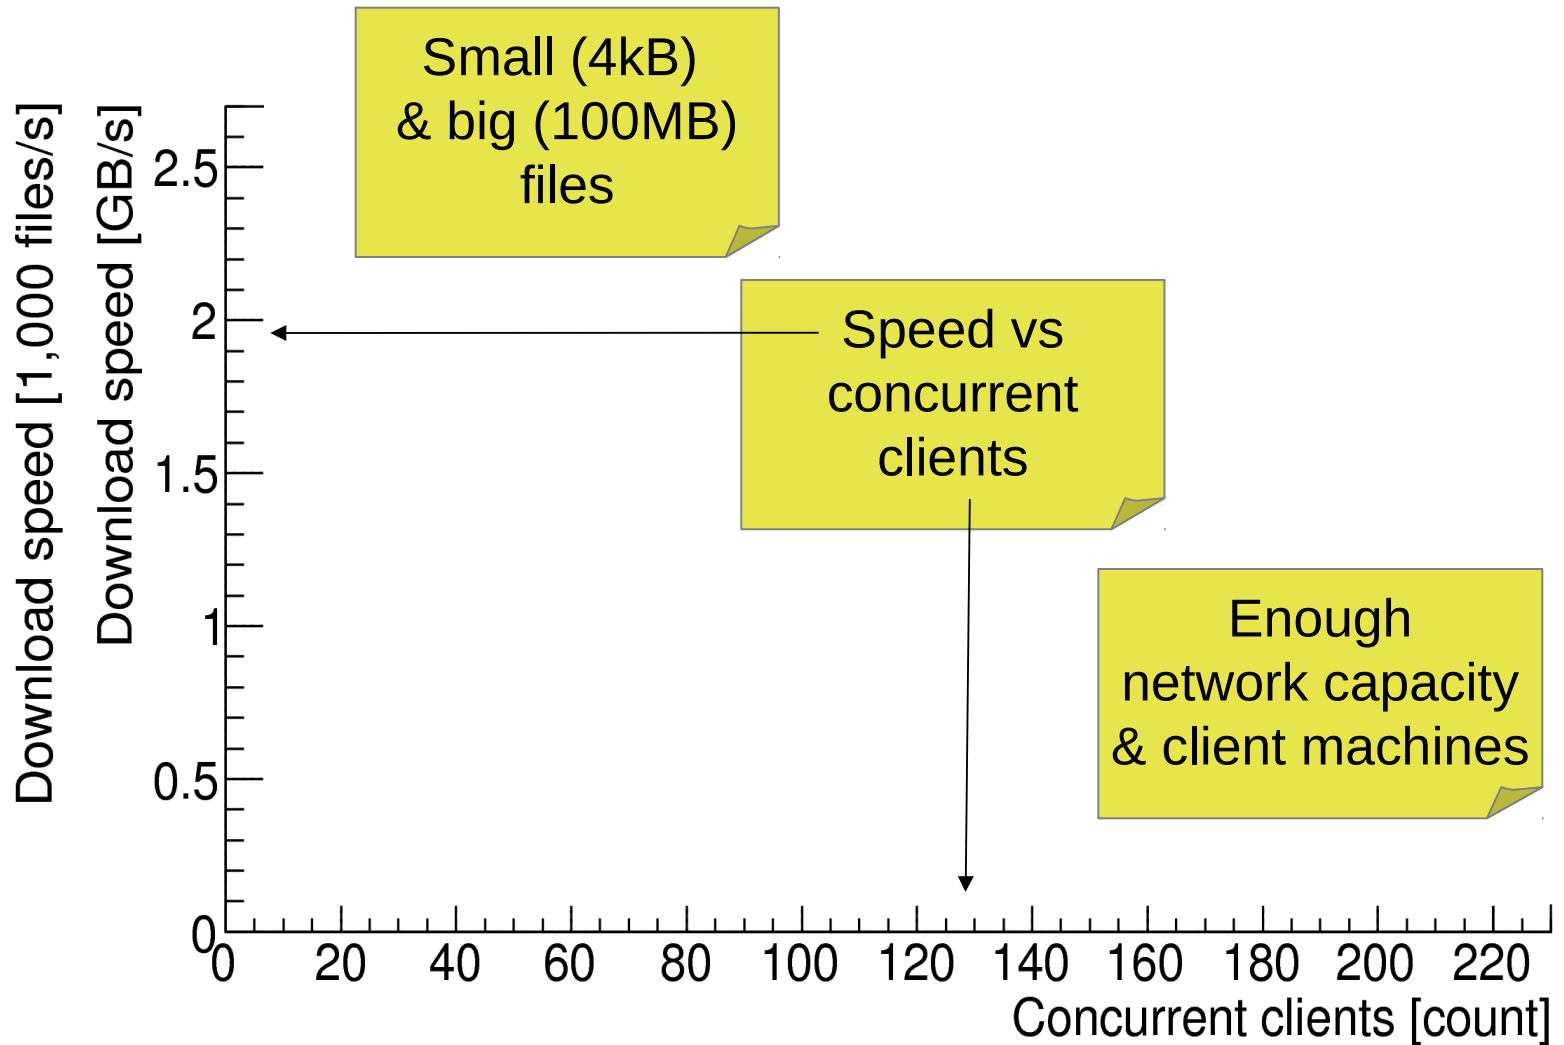 Small (4kB)
& big (100MB)
files
Speed vs
concurrent
clients
Enough
network capacity
& client machines
Download speed [1,000 files/s]
Download speed [GB/s]
2.5
2
1.5
1
0.5
0
0 20 40 60 80 100 120 140 160 180 200 220
Concurrent clients [count]